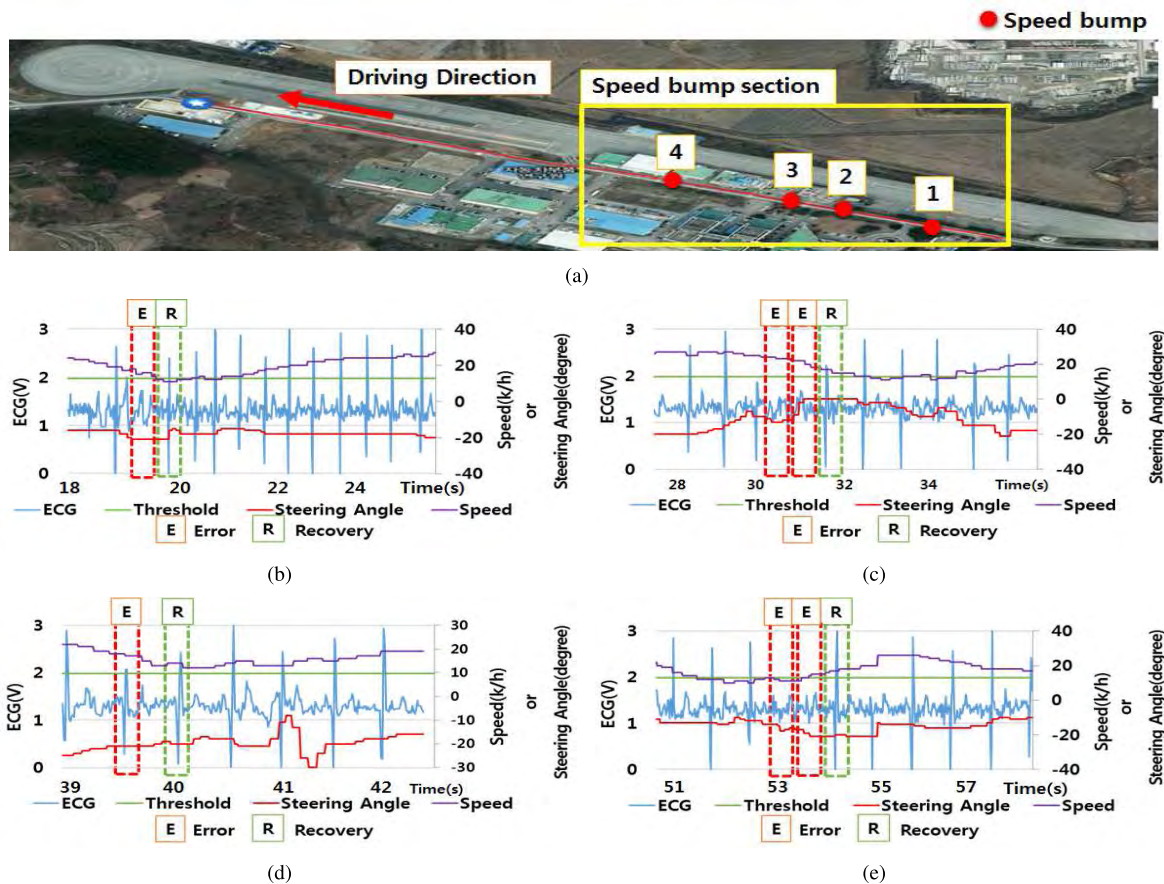 Speed bump
Driving Direction
Speed bump section
4
3
2
1
(a)
E R
3
2
1
0
ECG(V)
40
20
0
-20
-40
Speed(k/h)
or
Steering Angle(degree)
18 20 22 24 Time(s)
ECG Threshold Steering Angle Speed
E Error R Recovery
(b)
E E R
3
2
1
0
ECG(V)
40
20
0
-20
-40
Speed(k/h)
or
Steering Angle(degree)
28 30 32 34 Time(s)
ECG Threshold Steering Angle Speed
E Error R Recovery
(c)
E R
3
2
1
0
ECG(V)
30
20
10
0
-10
-20
-30
Speed(k/h)
or
Steering Angle(degree)
39 40 41 42 Time(s)
ECG Threshold Steering Angle Speed
E Error R Recovery
(d)
E E R
3
2
1
0
ECG(V)
40
20
0
-20
-40
Speed(k/h)
or
Steering Angle(degree)
51 53 55 57 Time(s)
ECG Threshold Steering Angle Speed
E Error R Recovery
(e)